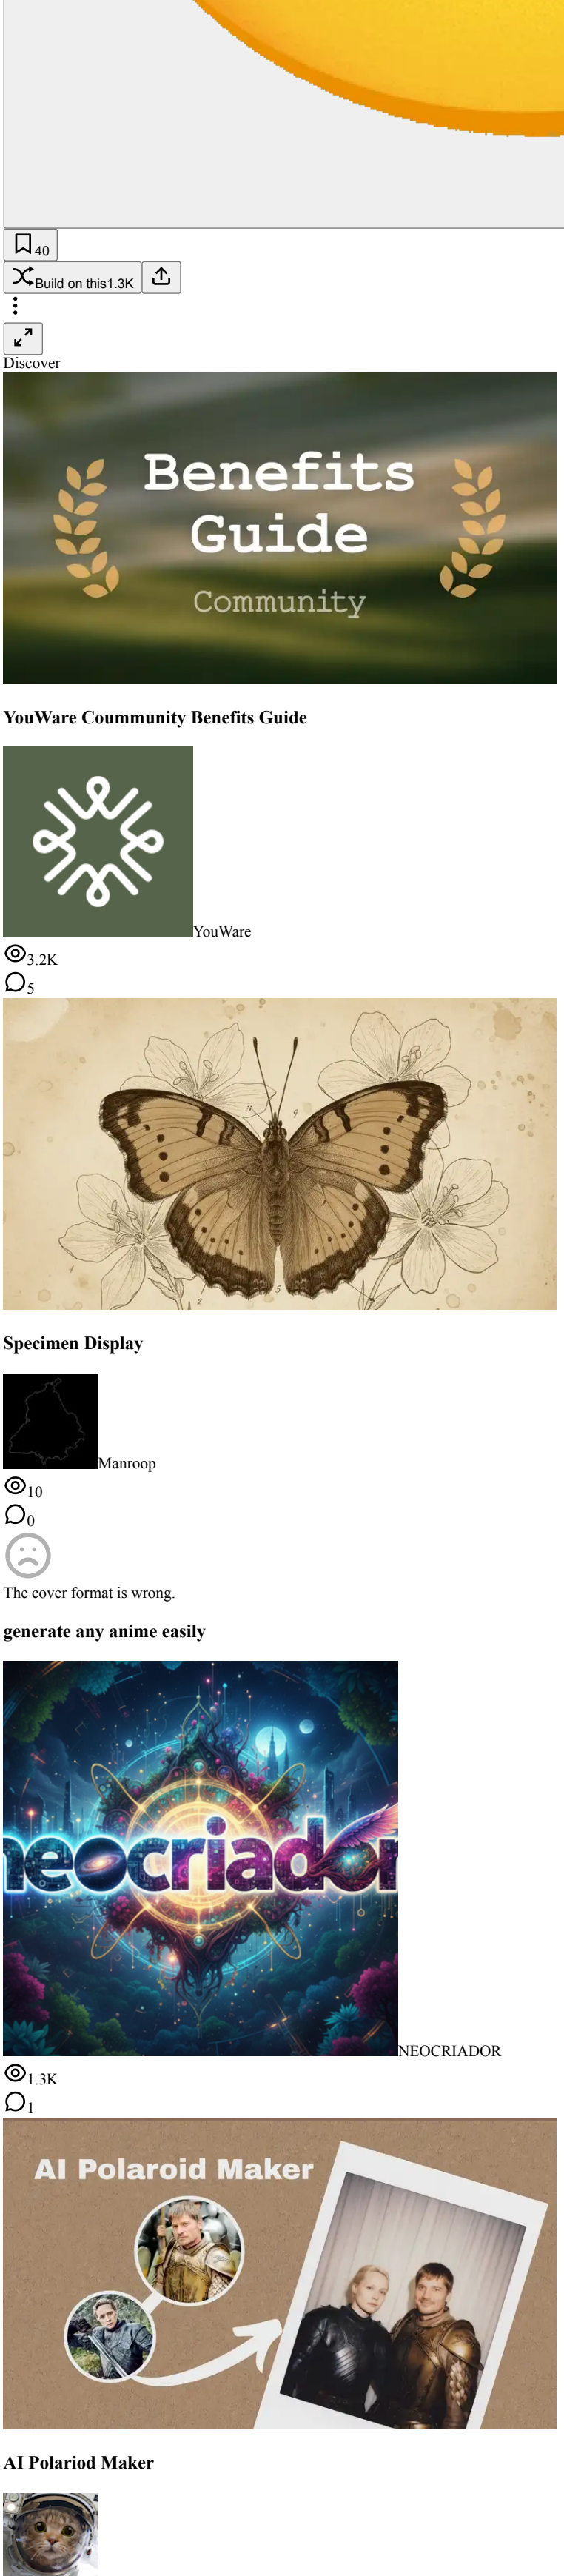 40
Build on this1.3K
Discover
Benefits
Guide
Community
YouWare Coummunity Benefits Guide
YouWare
3.2K
5
Specimen Display
Manroop
10
0
The cover format is wrong.
generate any anime easily
neocriador
NEOCRIADOR
1.3K
1
AI Polaroid Maker
AI Polariod Maker